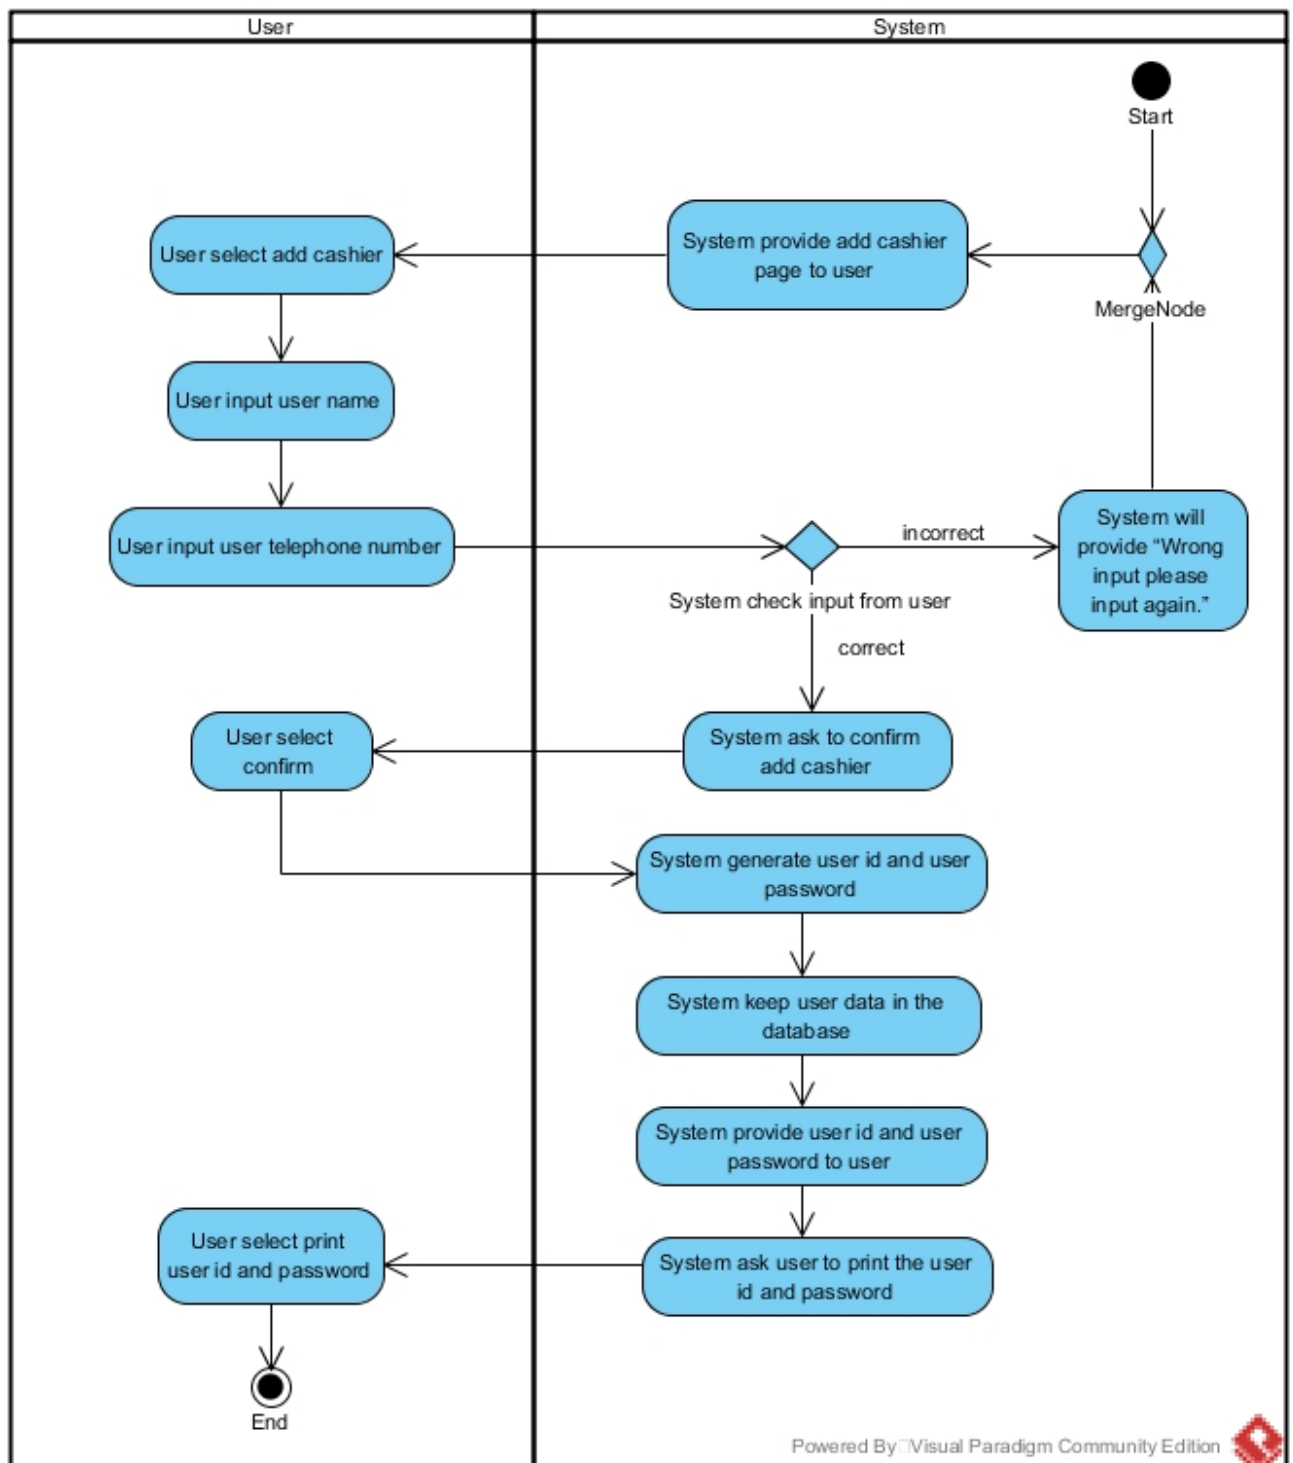 User
System
Start
System provide add cashier
page to user
User select add cashier
MergeNode
User input user name
User input user telephone number
incorrect
System will
provide “Wrong
input please
input again.”
System check input from user
correct
System ask to confirm
add cashier
User select
confirm
System generate user id and user
password
System keep user data in the
database
System provide user id and user
password to user
System ask user to print the user
id and password
User select print
user id and password
End
Powered By Visual Paradigm Community Edition